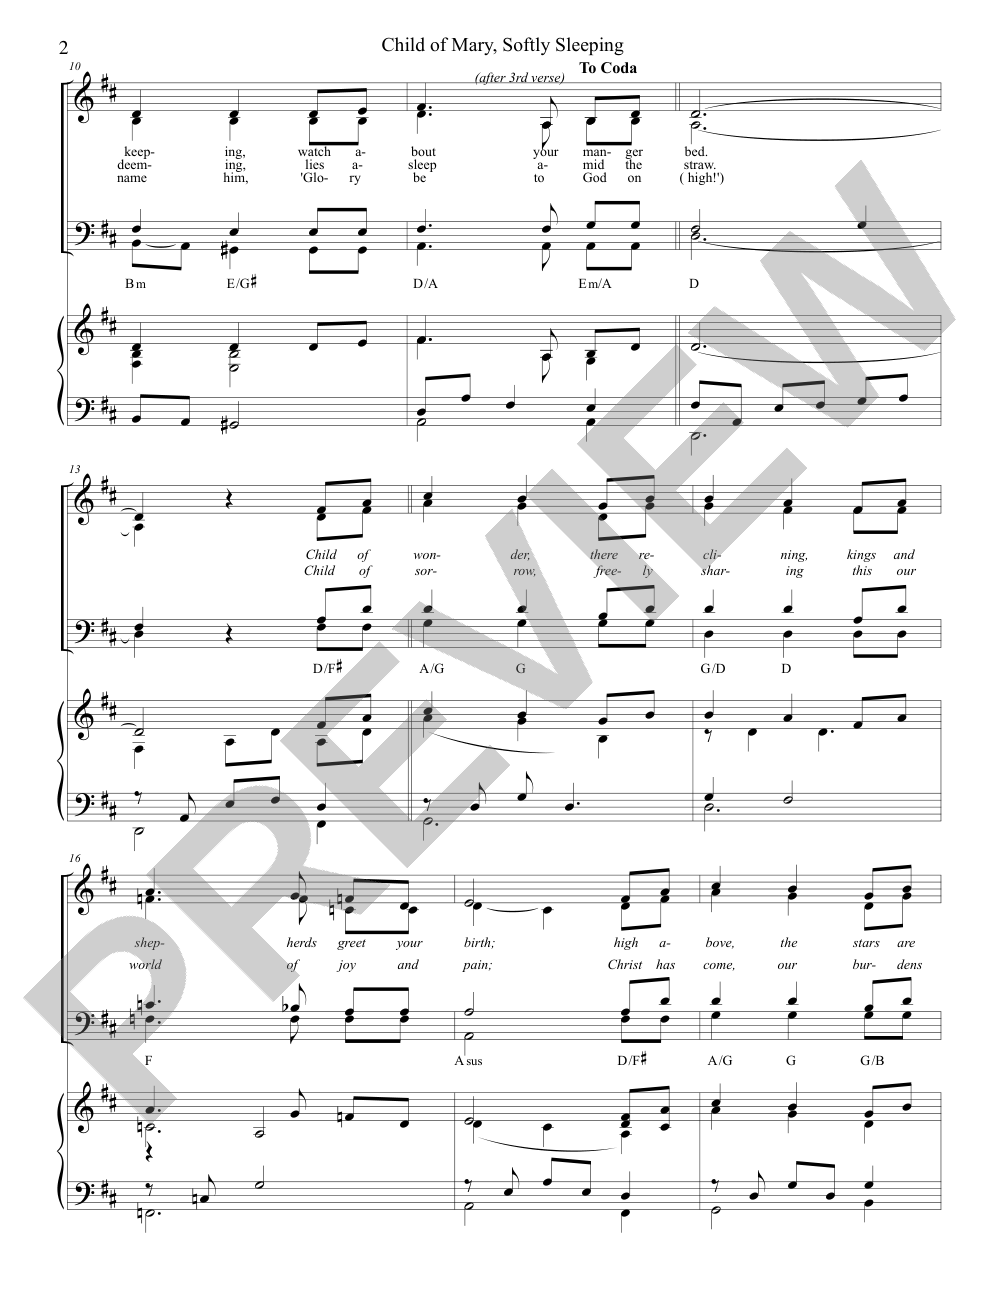 2
Child of Mary, Softly Sleeping
10
(after 3rd verse) To Coda
keep- ing, watch a- bout your man- ger bed.
deem- ing, lies a- sleep a- mid the straw.
name him, 'Glo- ry be to God on ( high!')
Bm E/G♯ D/A Em/A D
13
Child of won- der, there re- cli- ning, kings and
Child of sor- row, free- ly shar- ing this our
D/F♯ A/G G G/D D
16
shep- herds greet your birth; high a- bove, the stars are
world of joy and pain; Christ has come, our bur- dens
F Asus D/F♯ A/G G G/B
PREVIEW